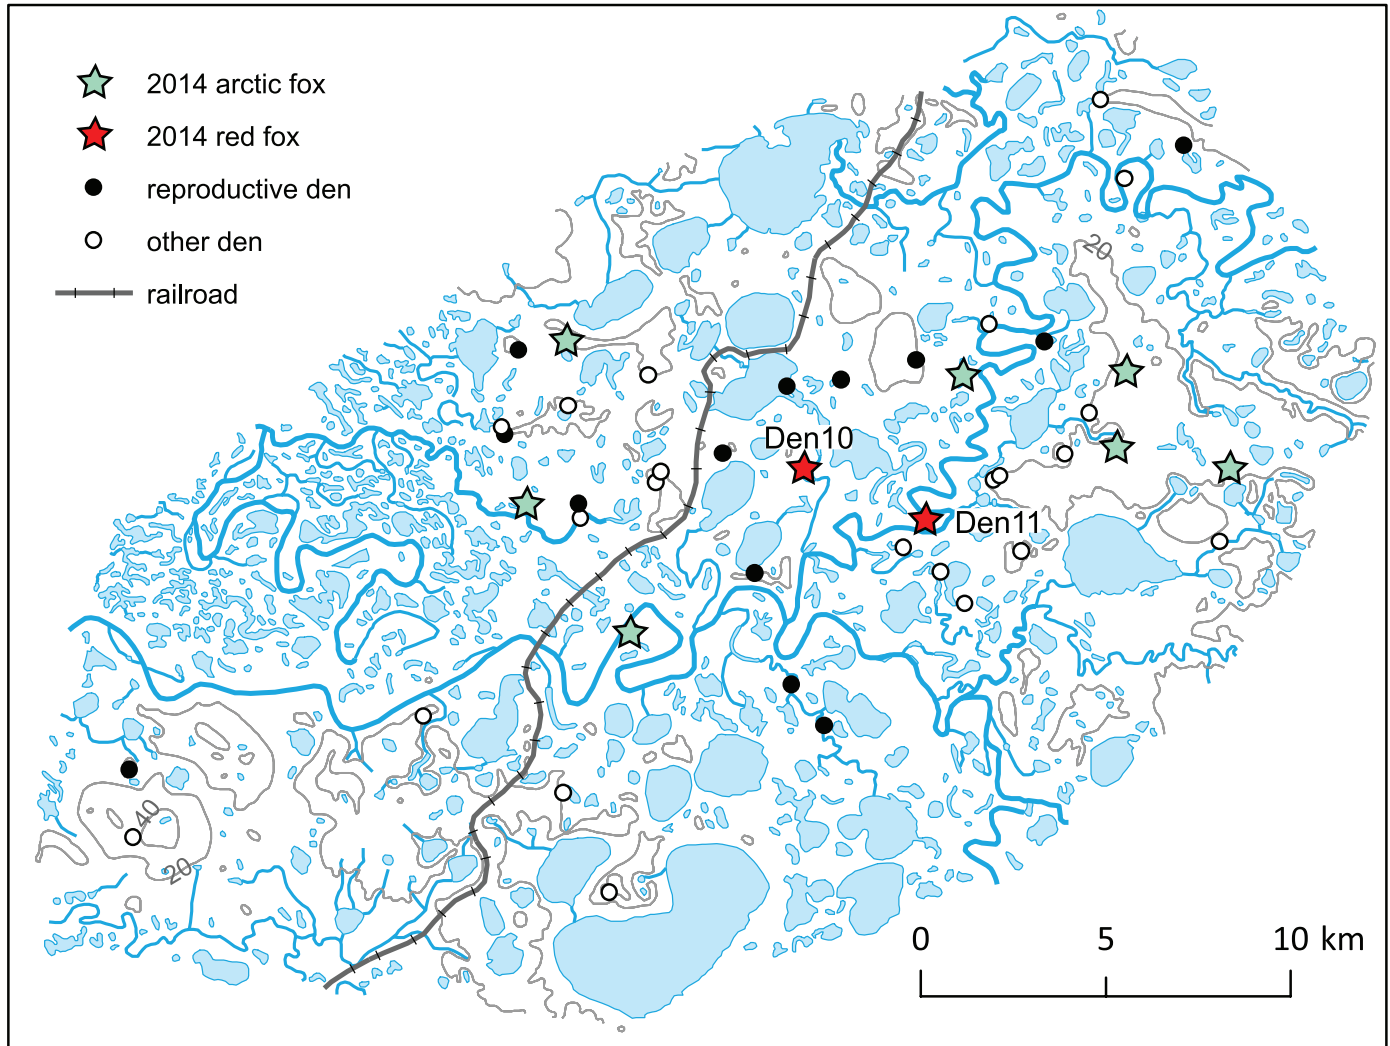 2014 arctic fox
2014 red fox
reproductive den
other den
railroad
20
Den10
Den11
40
20
0 5 10 km